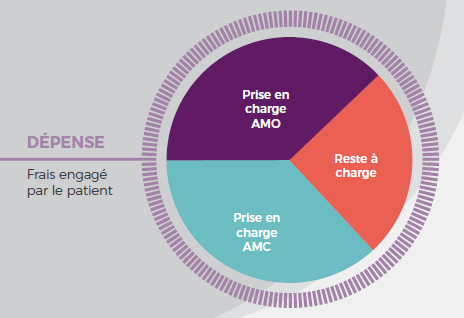 Prise en
charge
AMO
DÉPENSE
Frais engagé
par le patient
Reste à
charge
Prise en
charge
AMC